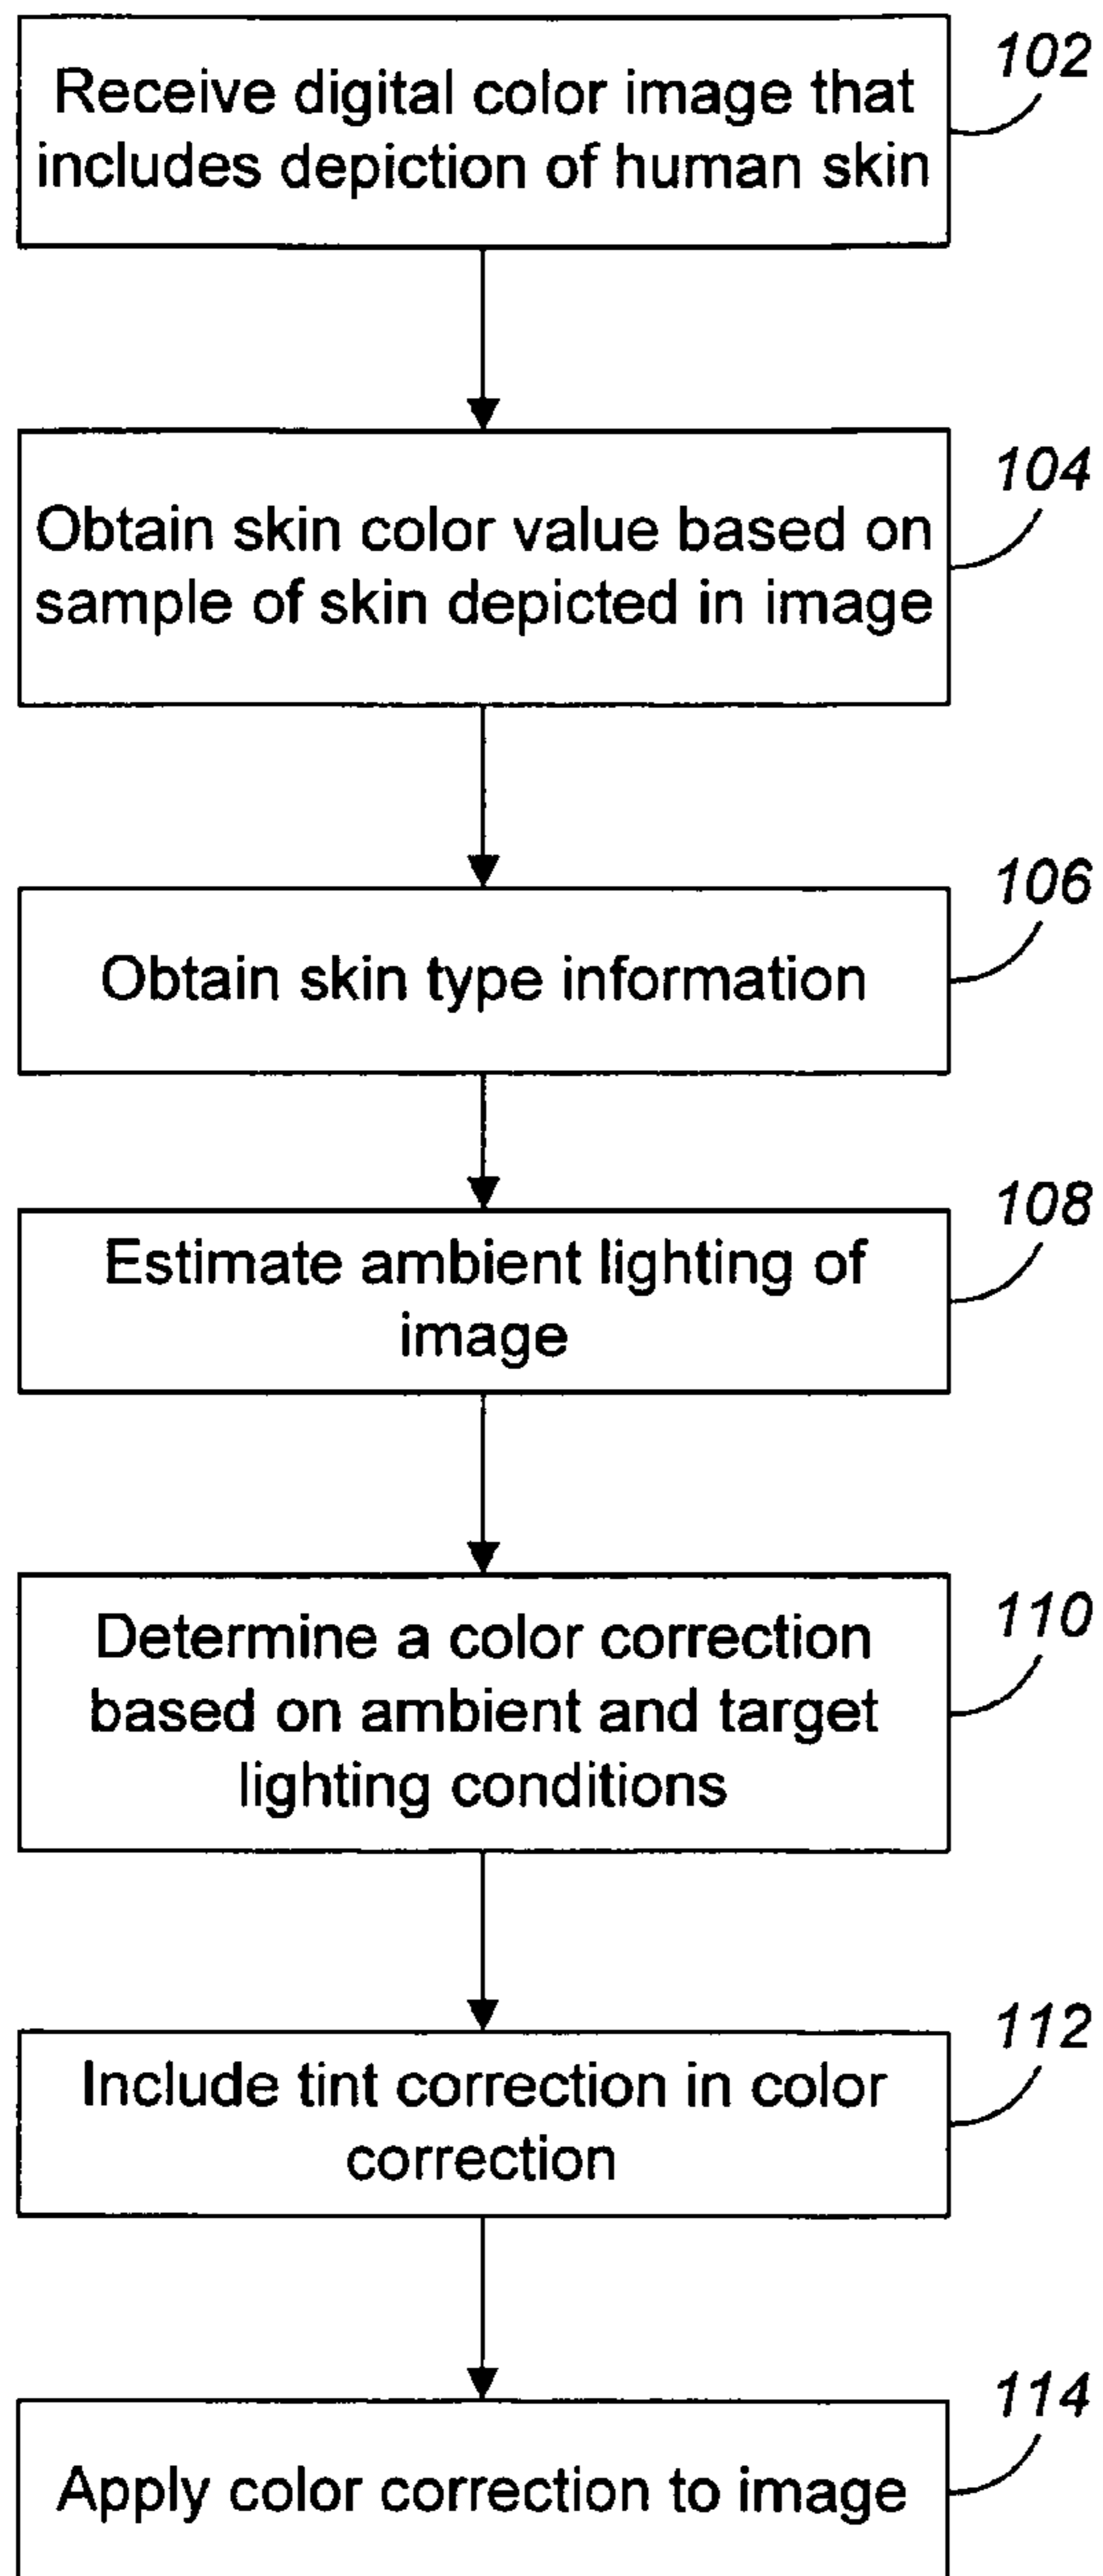 102
Receive digital color image that
includes depiction of human skin
104
Obtain skin color value based on
sample of skin depicted in image
106
Obtain skin type information
108
Estimate ambient lighting of
image
110
Determine a color correction
based on ambient and target
lighting conditions
112
Include tint correction in color
correction
114
Apply color correction to image